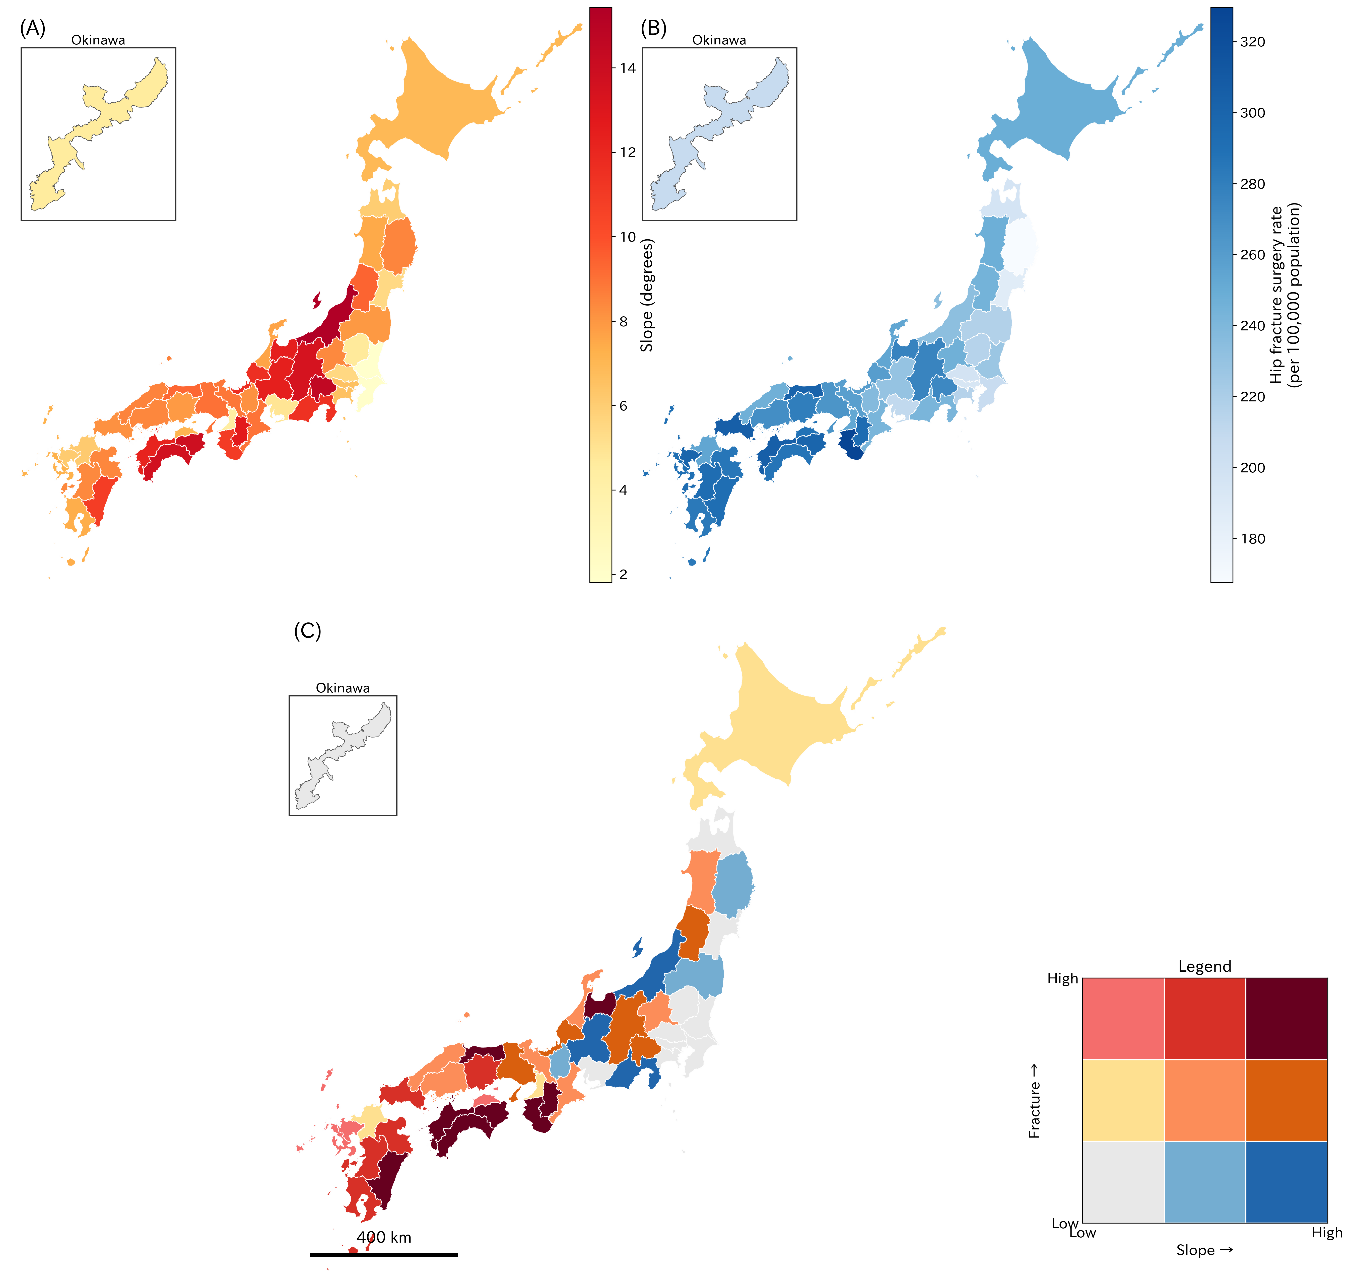 (A)
Okinawa
14
12
10
8
6
4
2
Slope (degrees)
(B)
Okinawa
320
300
280
260
240
220
200
180
Hip fracture surgery rate
(per 100,000 population)
(C)
Okinawa
400 km
Legend
High
Fracture →
Low
Low
High
Slope →